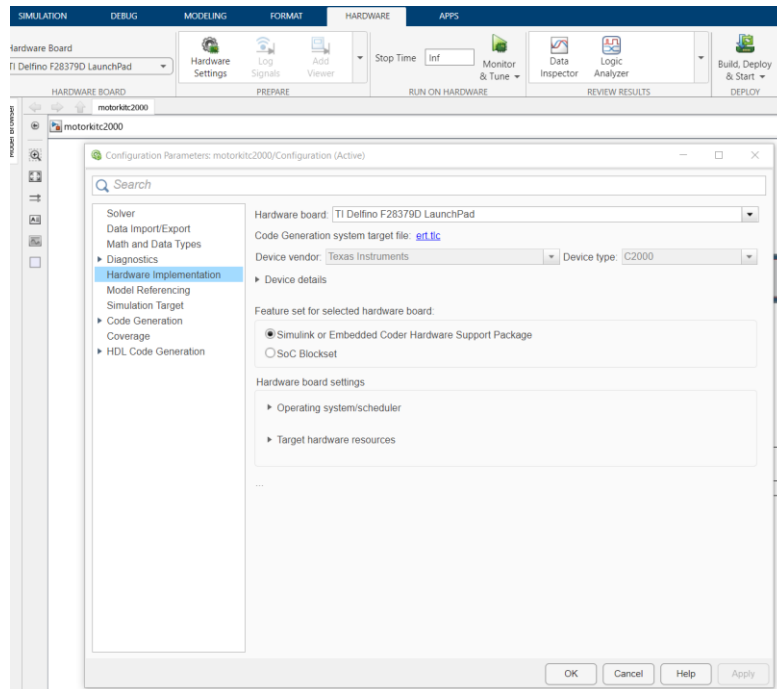 SIMULATION DEBUG MODELING FORMAT HARDWARE APPS
Hardware Board
TI Delfino F28379D LaunchPad
Hardware Settings
Log Signals
Add Viewer
Stop Time Inf
Monitor & Tune
Data Inspector
Logic Analyzer
Build, Deploy & Start
HARDWARE BOARD PREPARE RUN ON HARDWARE REVIEW RESULTS DEPLOY
motorkitc2000
motorkitc2000
Configuration Parameters: motorkitc2000/Configuration (Active)
Search
Solver
Data Import/Export
Math and Data Types
Diagnostics
Hardware Implementation
Model Referencing
Simulation Target
Code Generation
Coverage
HDL Code Generation
Hardware board: TI Delfino F28379D LaunchPad
Code Generation system target file: ert.tlc
Device vendor: Texas Instruments Device type: C2000
Device details
Feature set for selected hardware board:
Simulink or Embedded Coder Hardware Support Package
SoC Blockset
Hardware board settings
Operating system/scheduler
Target hardware resources
...
OK Cancel Help Apply